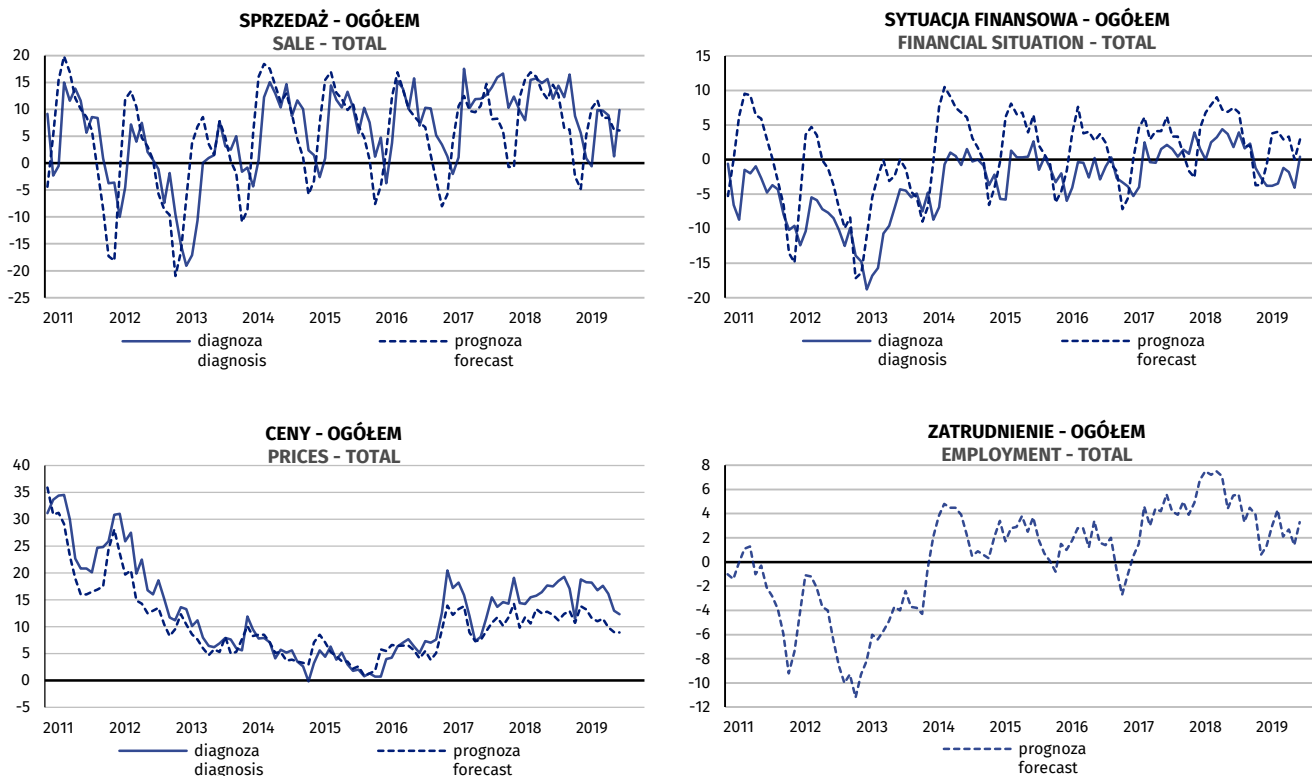 SPRZEDAŻ - OGÓŁEM
SALE - TOTAL
20
15
10
5
0
-5
-10
-15
-20
-25
2011 2012 2013 2014 2015 2016 2017 2018 2019
diagnoza
diagnosis
prognoza
forecast
SYTUACJA FINANSOWA - OGÓŁEM
FINANCIAL SITUATION - TOTAL
15
10
5
0
-5
-10
-15
-20
2011 2012 2013 2014 2015 2016 2017 2018 2019
diagnoza
diagnosis
prognoza
forecast
CENY - OGÓŁEM
PRICES - TOTAL
40
35
30
25
20
15
10
5
0
-5
2011 2012 2013 2014 2015 2016 2017 2018 2019
diagnoza
diagnosis
prognoza
forecast
ZATRUDNIENIE - OGÓŁEM
EMPLOYMENT - TOTAL
8
6
4
2
0
-2
-4
-6
-8
-10
-12
2011 2012 2013 2014 2015 2016 2017 2018 2019
prognoza
forecast